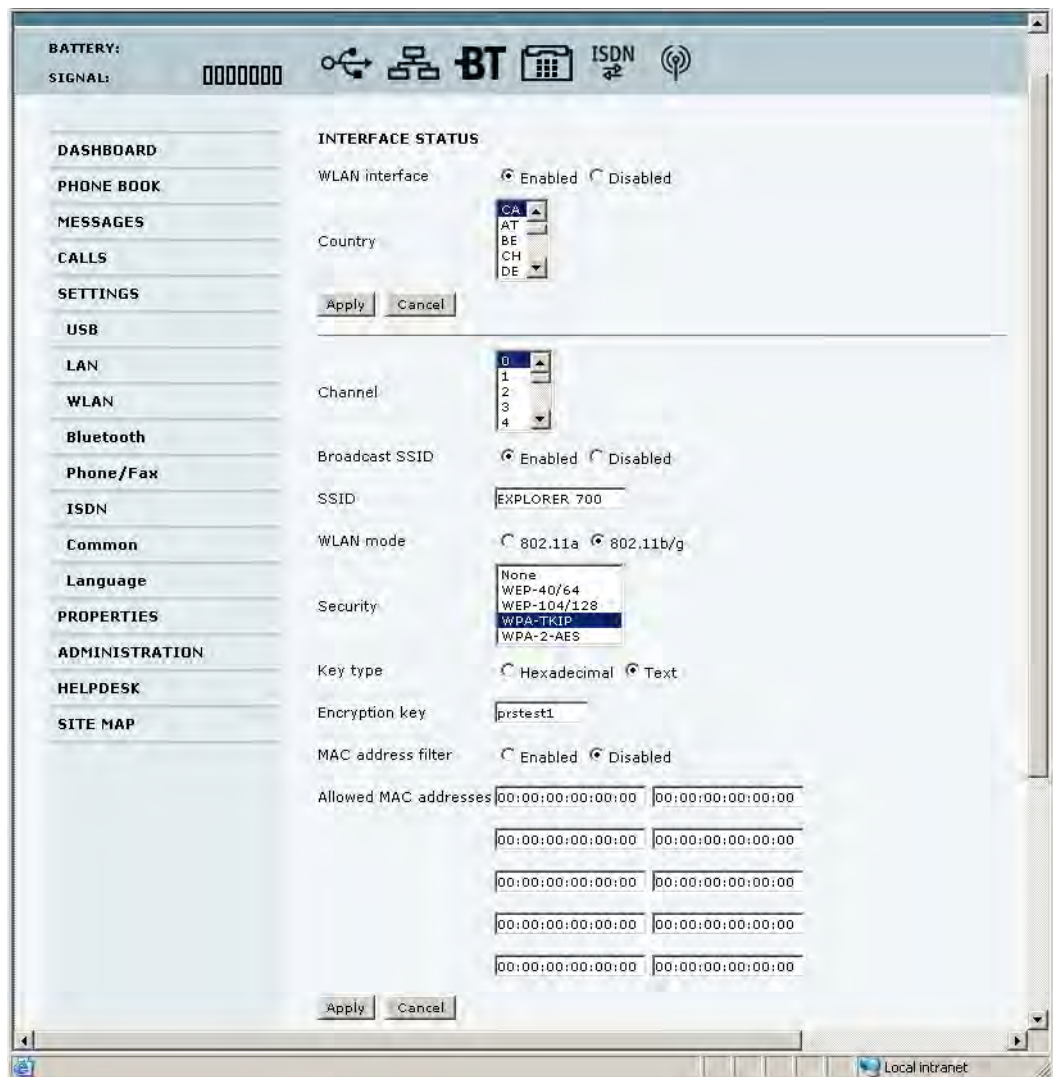 BATTERY:
SIGNAL: 0000000 BT ISDN
DASHBOARD
PHONE BOOK
MESSAGES
CALLS
SETTINGS
USB
LAN
WLAN
Bluetooth
Phone/Fax
ISDN
Common
Language
PROPERTIES
ADMINISTRATION
HELPDESK
SITE MAP
INTERFACE STATUS
WLAN interface Enabled Disabled
Country
CA
AT
BE
CH
DE
Apply Cancel
Channel
0
1
2
3
4
Broadcast SSID Enabled Disabled
SSID EXPLORER 700
WLAN mode 802.11a 802.11b/g
Security
None
WEP-40/64
WEP-104/128
WPA-TKIP
WPA-2-AES
Key type Hexadecimal Text
Encryption key prstest1
MAC address filter Enabled Disabled
Allowed MAC addresses 00:00:00:00:00:00 00:00:00:00:00:00
00:00:00:00:00:00 00:00:00:00:00:00
00:00:00:00:00:00 00:00:00:00:00:00
00:00:00:00:00:00 00:00:00:00:00:00
00:00:00:00:00:00 00:00:00:00:00:00
Apply Cancel
Local intranet